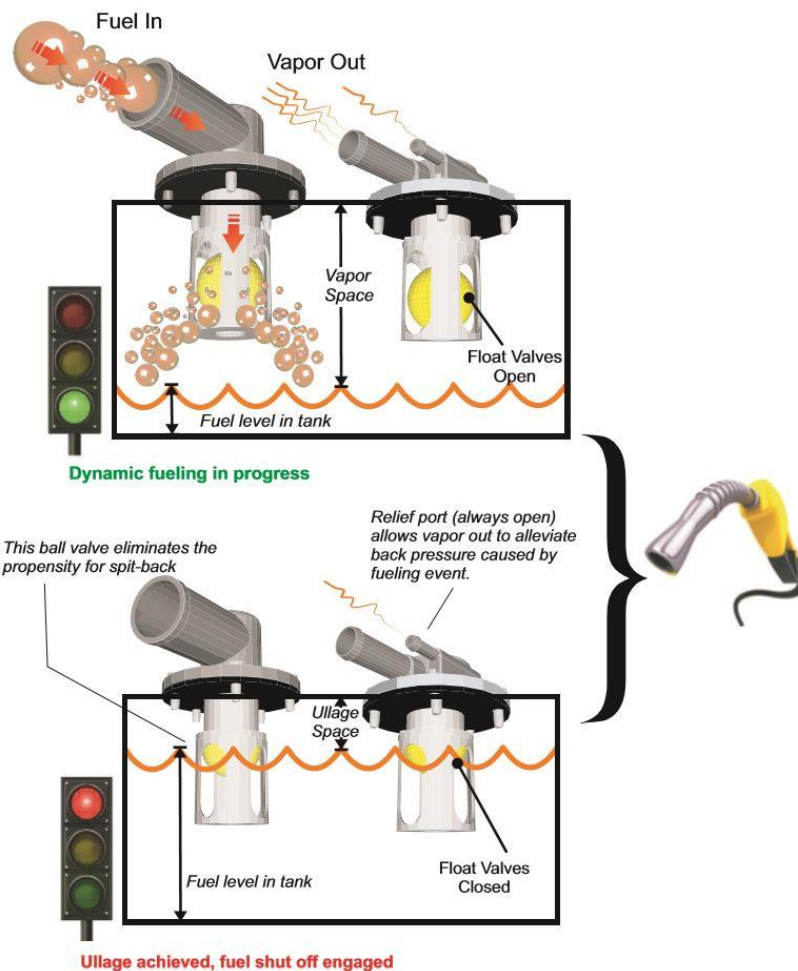 Fuel In
Vapor Out
Vapor
Space
Float Valves
Open
Fuel level in tank
Dynamic fueling in progress
This ball valve eliminates the
propensity for spit-back
Relief port (always open)
allows vapor out to alleviate
back pressure caused by
fueling event.
Ullage
Space
Fuel level in tank
Float Valves
Closed
Ullage achieved, fuel shut off engaged